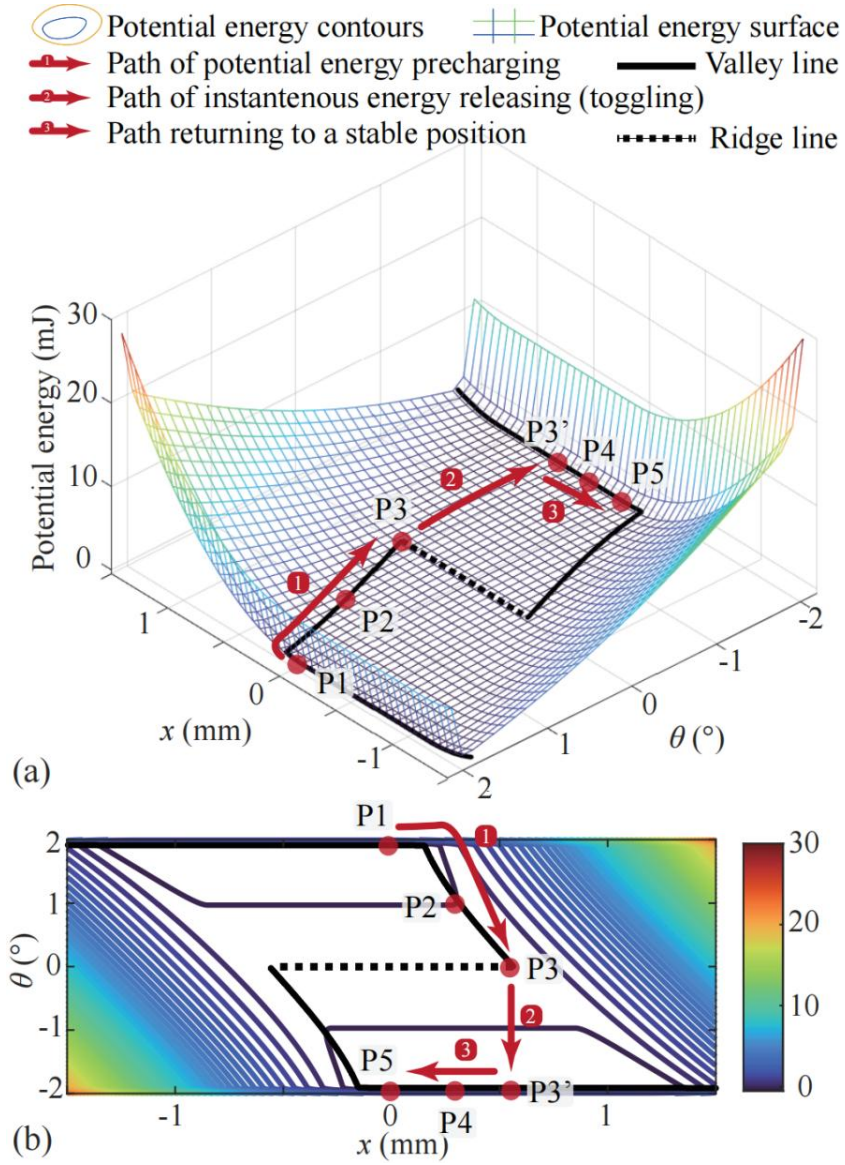 Potential energy contours Potential energy surface
1 Path of potential energy precharging Valley line
2 Path of instantenous energy releasing (toggling)
3 Path returning to a stable position Ridge line
30
20
10
0
Potential energy (mJ)
P3'
P4
P5
2
3
P3
1
P2
P1
1
0
-1
x (mm)
2
1
0
-1
-2
θ (°)
(a)
P1
1
P2
P3
2
3
P5
P4
P3'
2
1
0
-1
-2
θ (°)
-1
0
1
x (mm)
30
20
10
0
(b)